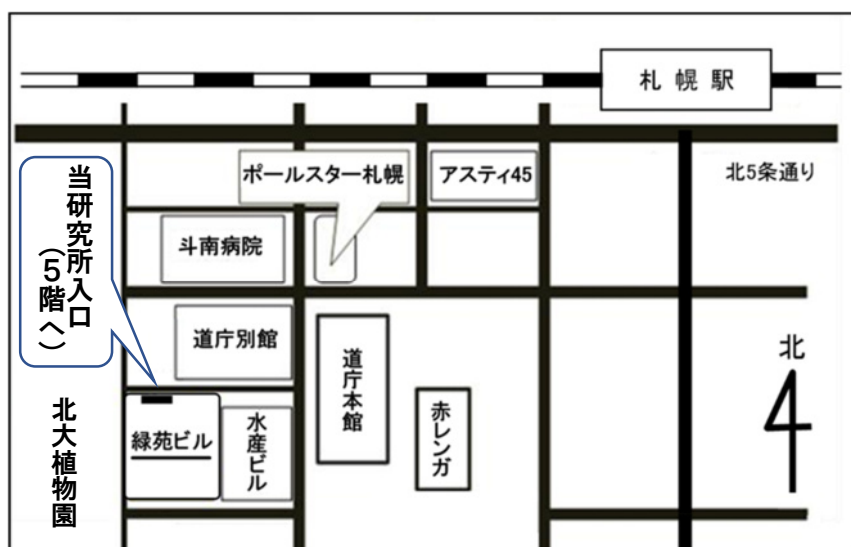 札幌駅
北5条通り
ポールスター札幌
アスティ45
当研究所入口
(5階へ)
斗南病院
道庁別館
道庁本館
赤レンガ
北
緑苑ビル
水産ビル
北大植物園